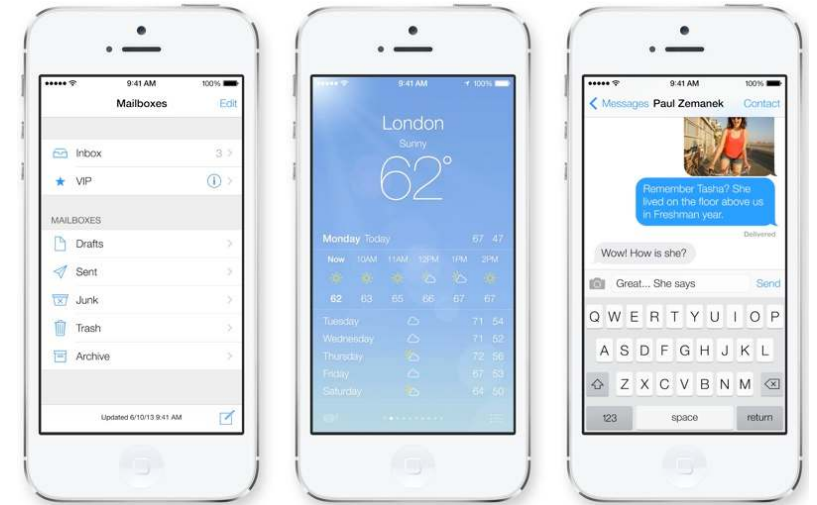 9:41 AM 100%
Mailboxes Edit
Inbox 3
VIP
MAILBOXES
Drafts
Sent
Junk
Trash
Archive
Updated 6/10/13 9:41 AM
9:41 AM 100%
London
Sunny
62°
Monday Today 67 47
Now 10AM 11AM 12PM 1PM 2PM
62 63 65 66 67 67
Tuesday 71 54
Wednesday 71 52
Thursday 72 56
Friday 67 53
Saturday 64 50
9:41 AM 100%
Messages Paul Zemanek Contact
Remember Tasha? She
lived on the floor above us
in Freshman year.
Delivered
Wow! How is she?
Great... She says Send
Q W E R T Y U I O P
A S D F G H J K L
Z X C V B N M
123 space return